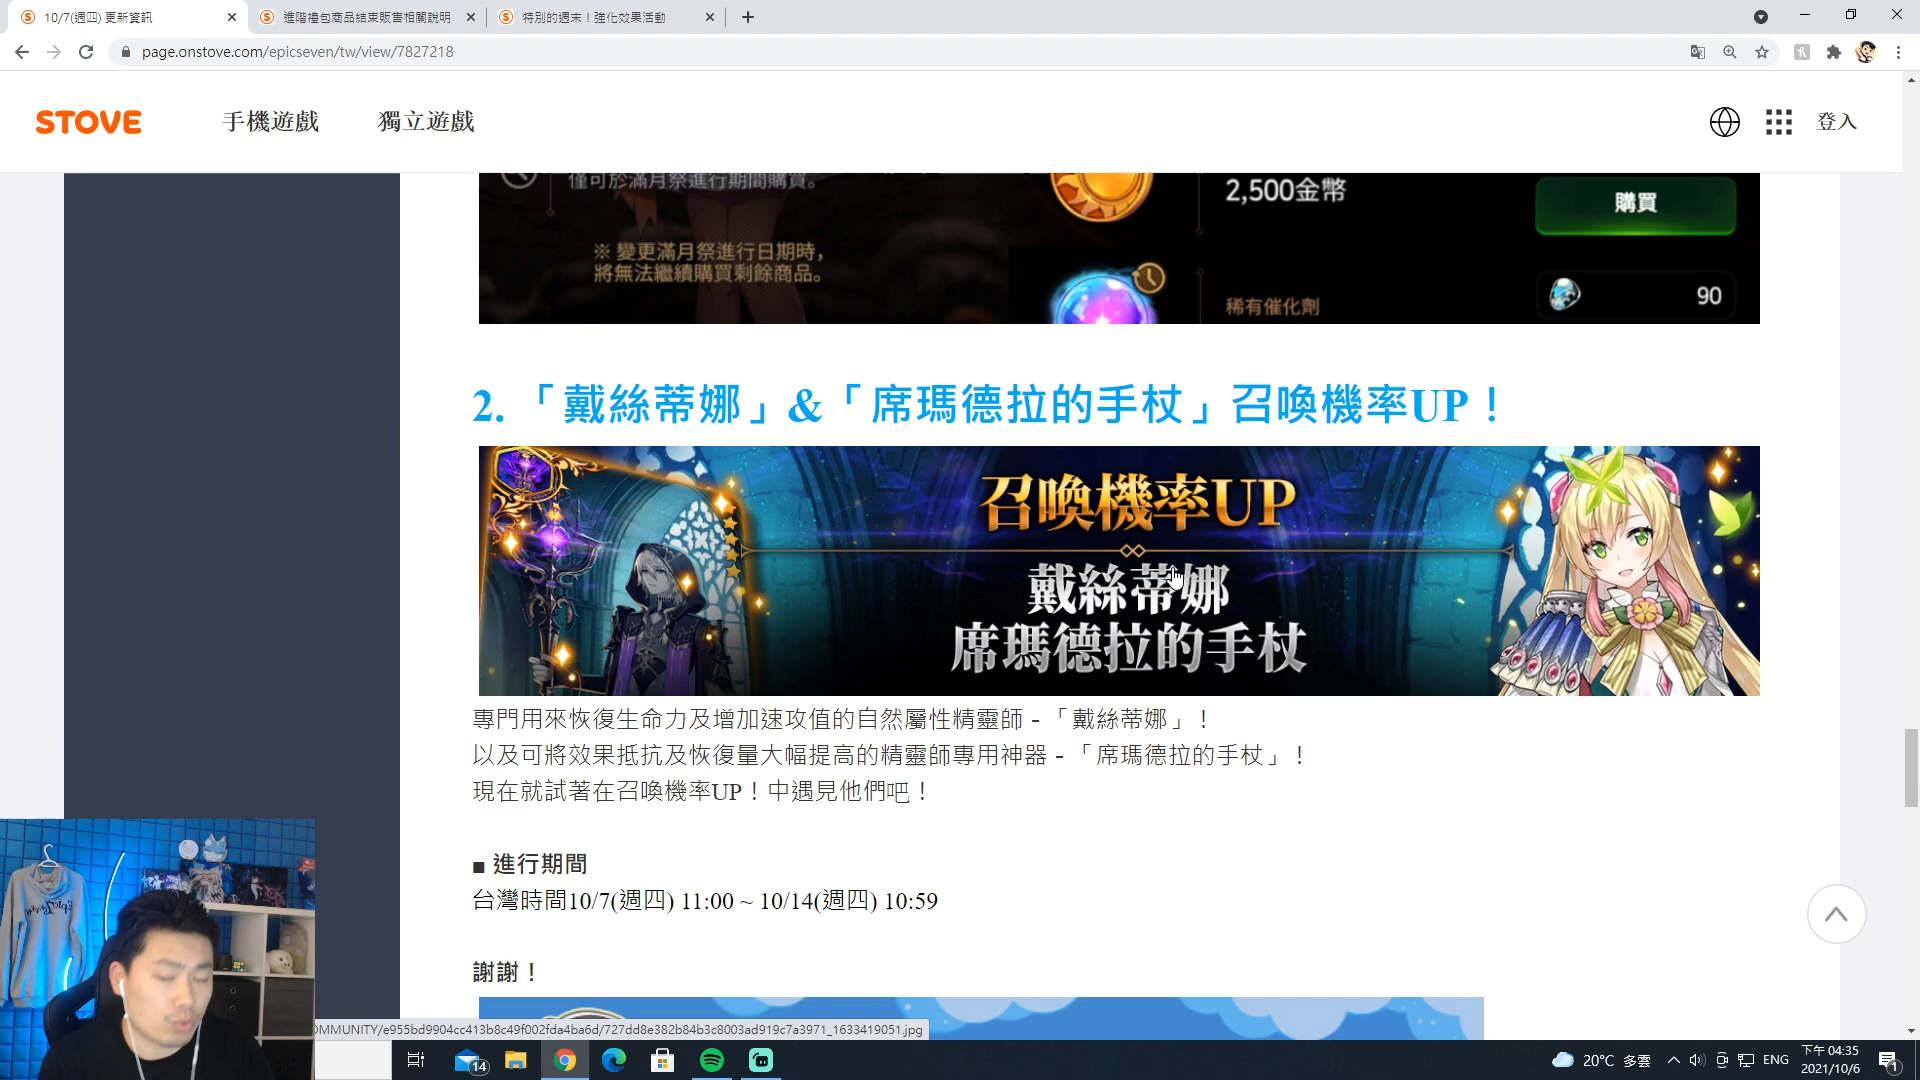 10/7(週四) 更新資訊
進階禮包商品結束販售相關說明
特別的週末！強化效果活動
page.onstove.com/epicseven/tw/view/7827218
STOVE
手機遊戲
獨立遊戲
登入
僅可於滿月祭進行期間購買。
※ 變更滿月祭進行日期時，
將無法繼續購買剩餘商品。
2,500金幣
購買
稀有催化劑
90
2. 「戴絲蒂娜」&「席瑪德拉的手杖」召喚機率UP！
召喚機率UP
戴絲蒂娜
席瑪德拉的手杖
專門用來恢復生命力及增加速攻值的自然屬性精靈師 - 「戴絲蒂娜」！
以及可將效果抵抗及恢復量大幅提高的精靈師專用神器 - 「席瑪德拉的手杖」！
現在就試著在召喚機率UP！中遇見他們吧！
■ 進行期間
台灣時間10/7(週四) 11:00 ~ 10/14(週四) 10:59
謝謝！
OMMUNITY/e955bd9904cc413b8c49f002fda4ba6d/727dd8e382b84b3c8003ad919c7a3971_1633419051.jpg
14
20°C 多雲
ENG
下午 04:35
2021/10/6
1